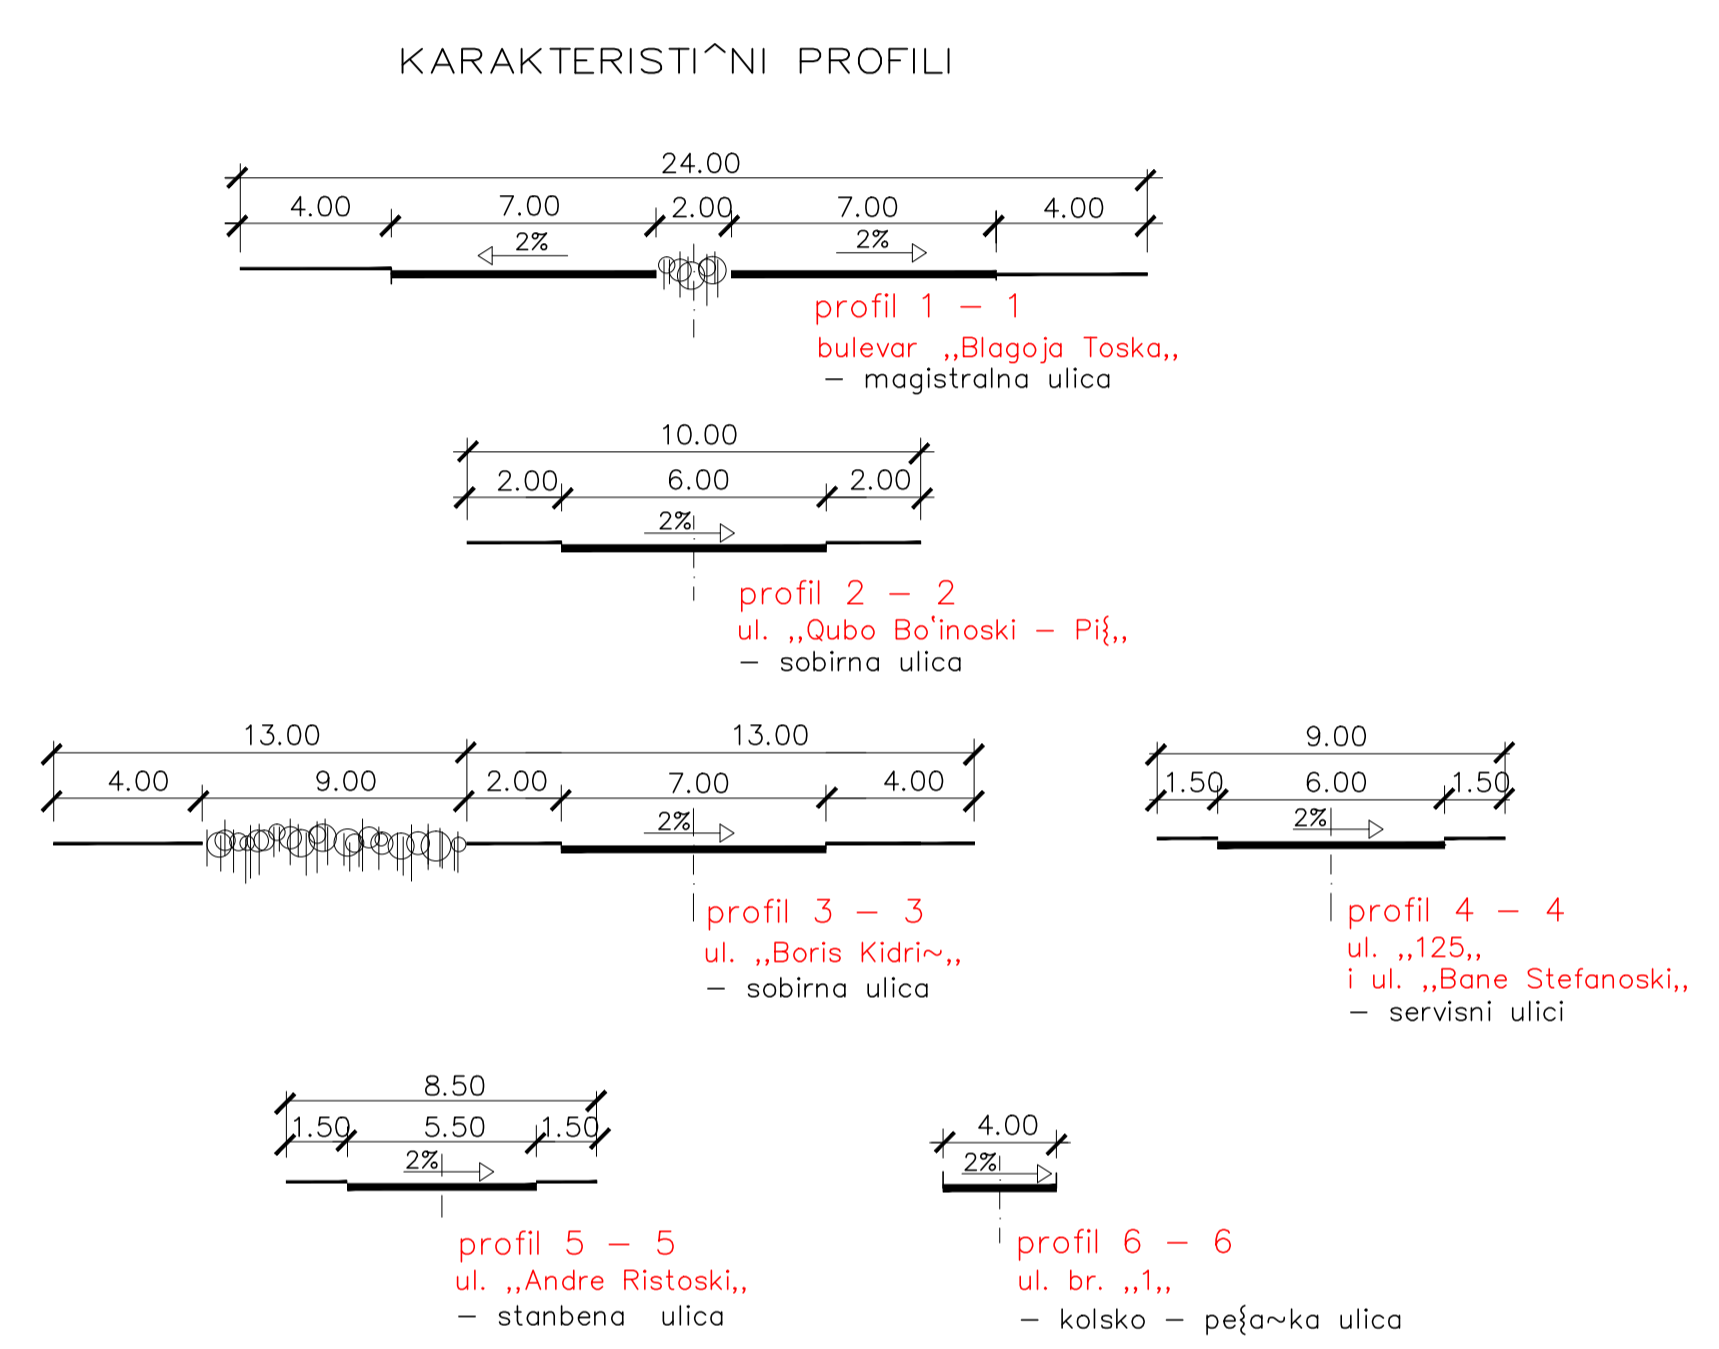 KARAKTERISTI^NI PROFILI
24.00
4.00 7.00 2.00 7.00 4.00
2% 2%
profil 1 – 1
bulevar ,,Blagoja Toska,,
– magistralna ulica
10.00
2.00 6.00 2.00
2%
profil 2 – 2
ul. ,,Qubo Bo'inoski – Pi{,,
– sobirna ulica
13.00 13.00
4.00 9.00 2.00 7.00 4.00
2%
profil 3 – 3
ul. ,,Boris Kidri~,,
– sobirna ulica
9.00
1.50 6.00 1.50
2%
profil 4 – 4
ul. ,,125,,
i ul. ,,Bane Stefanoski,,
– servisni ulici
8.50
1.50 5.50 1.50
2%
profil 5 – 5
ul. ,,Andre Ristoski,,
– stanbena ulica
4.00
2%
profil 6 – 6
ul. br. ,,1,,
– kolsko – pe{a~ka ulica